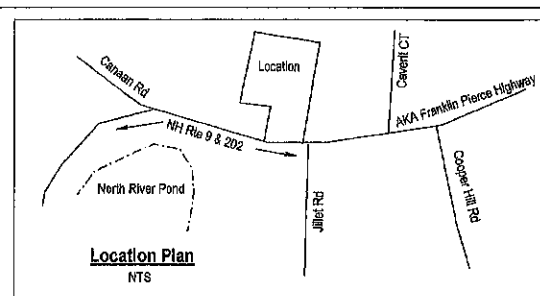 Canaan Rd
Location
Caverlt CT
AKA Franklin Pierce Highway
NH Rte 9 & 202
North River Pond
Jillet Rd
Cooper Hill Rd
Location Plan
NTS